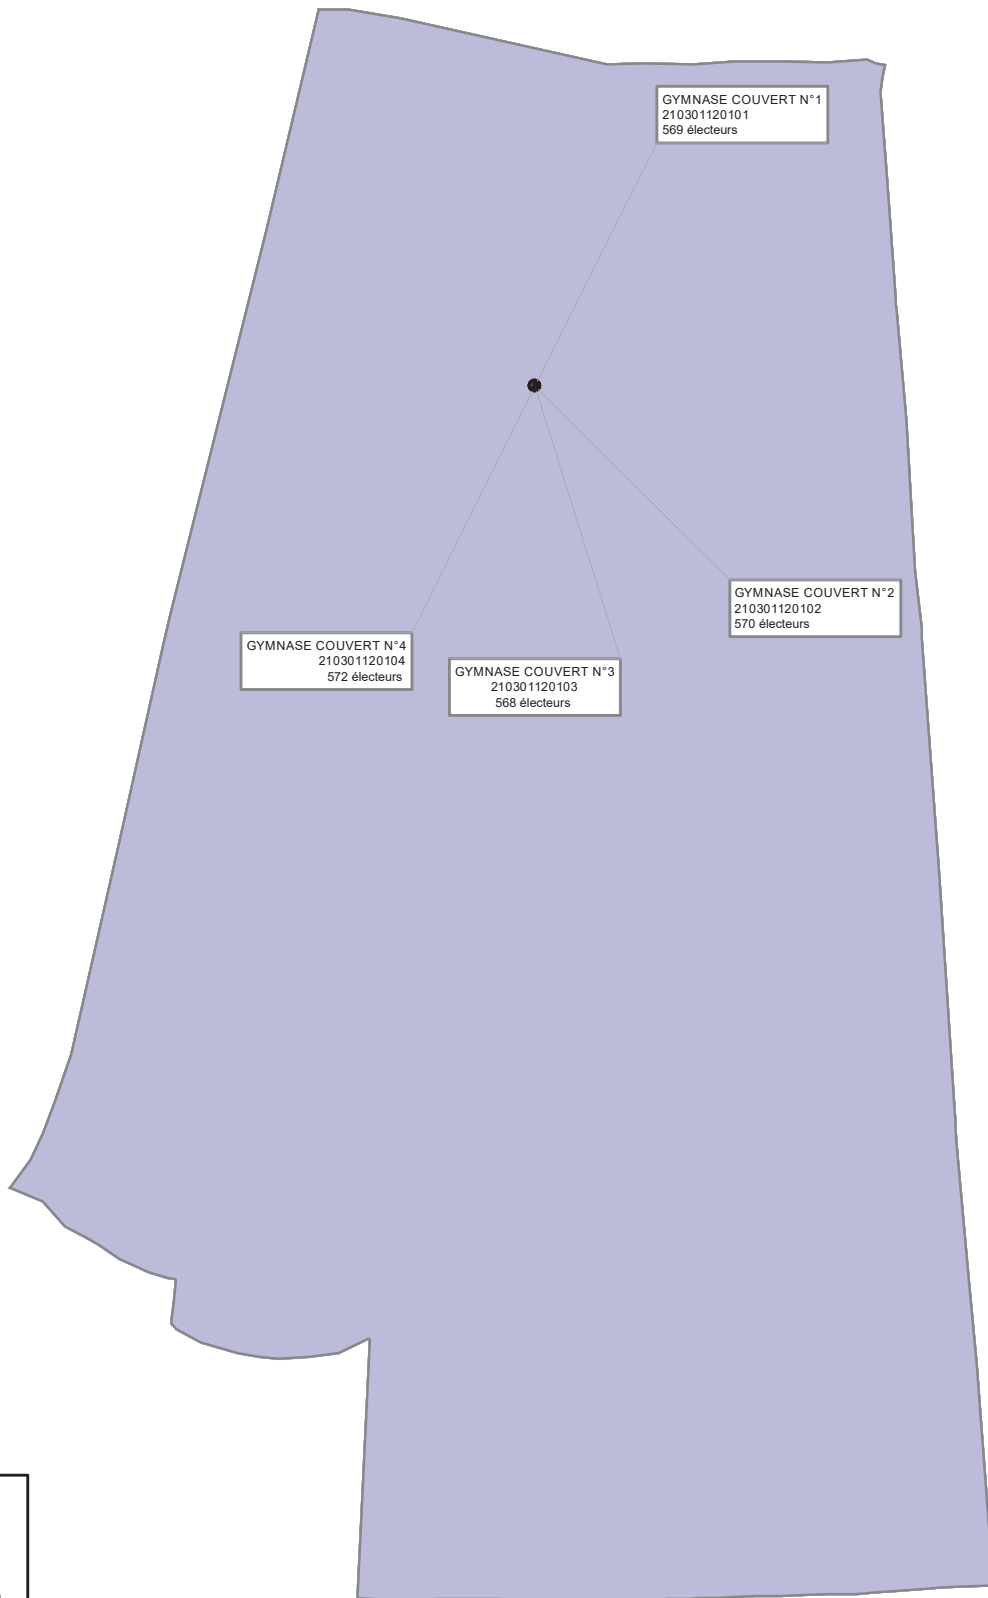 GYMNASE COUVERT N°1
210301120101
569 électeurs
GYMNASE COUVERT N°2
210301120102
570 électeurs
GYMNASE COUVERT N°4
210301120104
572 électeurs
GYMNASE COUVERT N°3
210301120103
568 électeurs